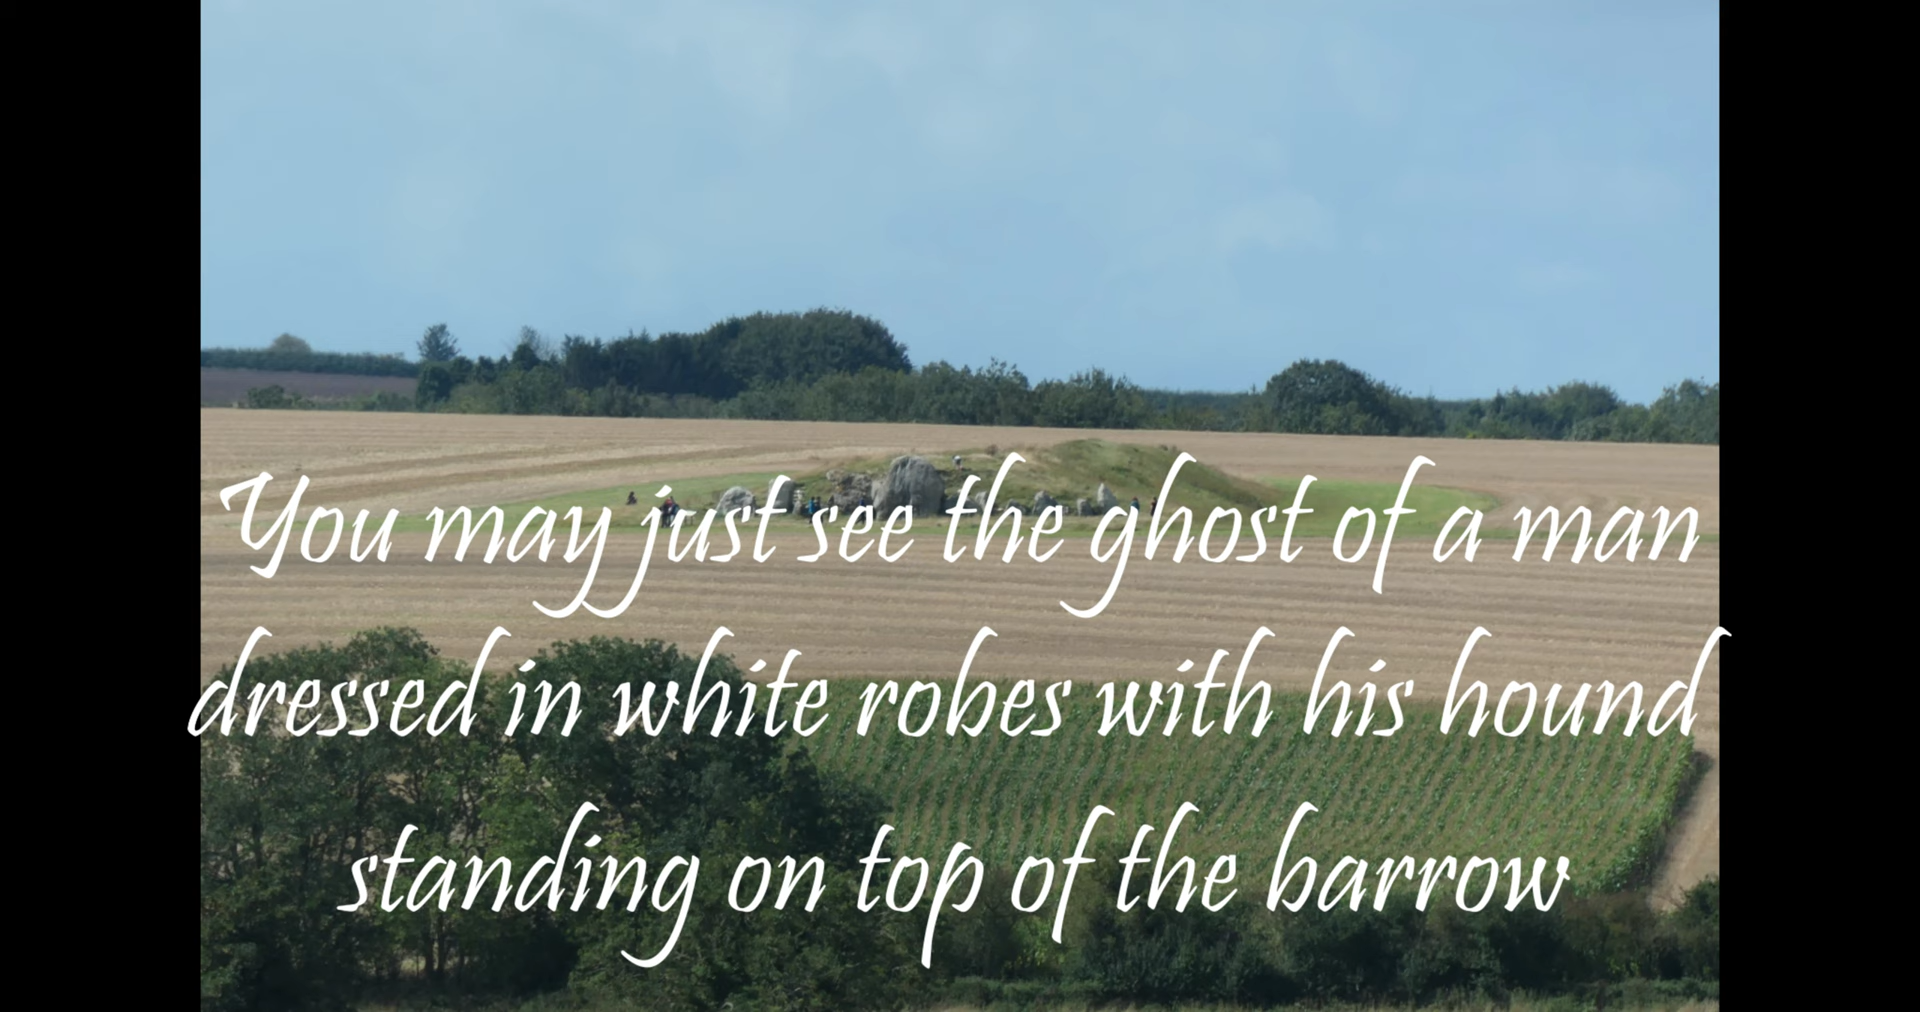 You may just see the ghost of a man
dressed in white robes with his hound
standing on top of the barrow